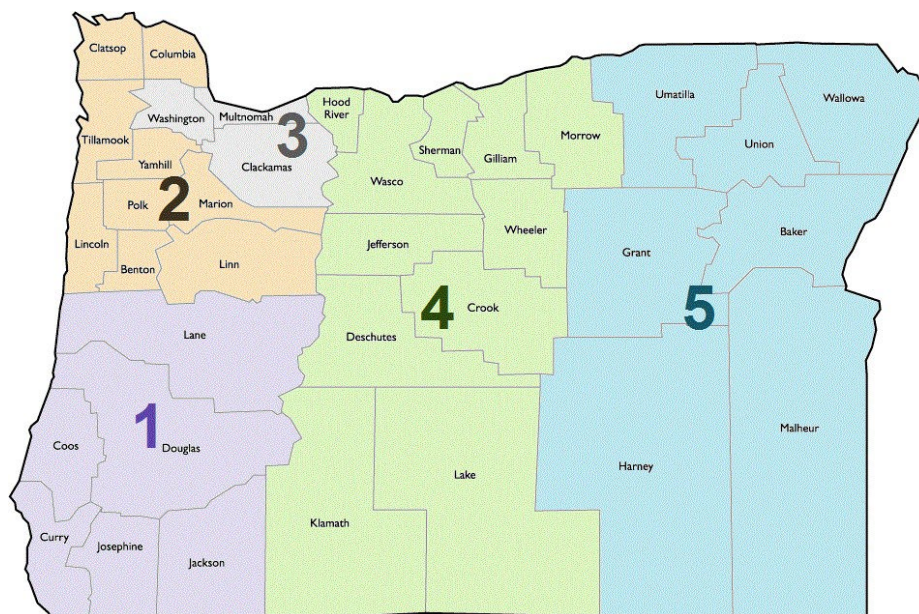 Clatsop
Columbia
Tillamook
Washington
Multnomah
3
Clackamas
Yamhill
Polk
2
Marion
Lincoln
Benton
Linn
Hood
River
Sherman
Gilliam
Morrow
Wasco
Wheeler
Jefferson
4
Crook
Deschutes
Umatilla
Wallowa
Union
Grant
Baker
5
Lane
1
Coos
Douglas
Curry
Josephine
Jackson
Klamath
Lake
Harney
Malheur